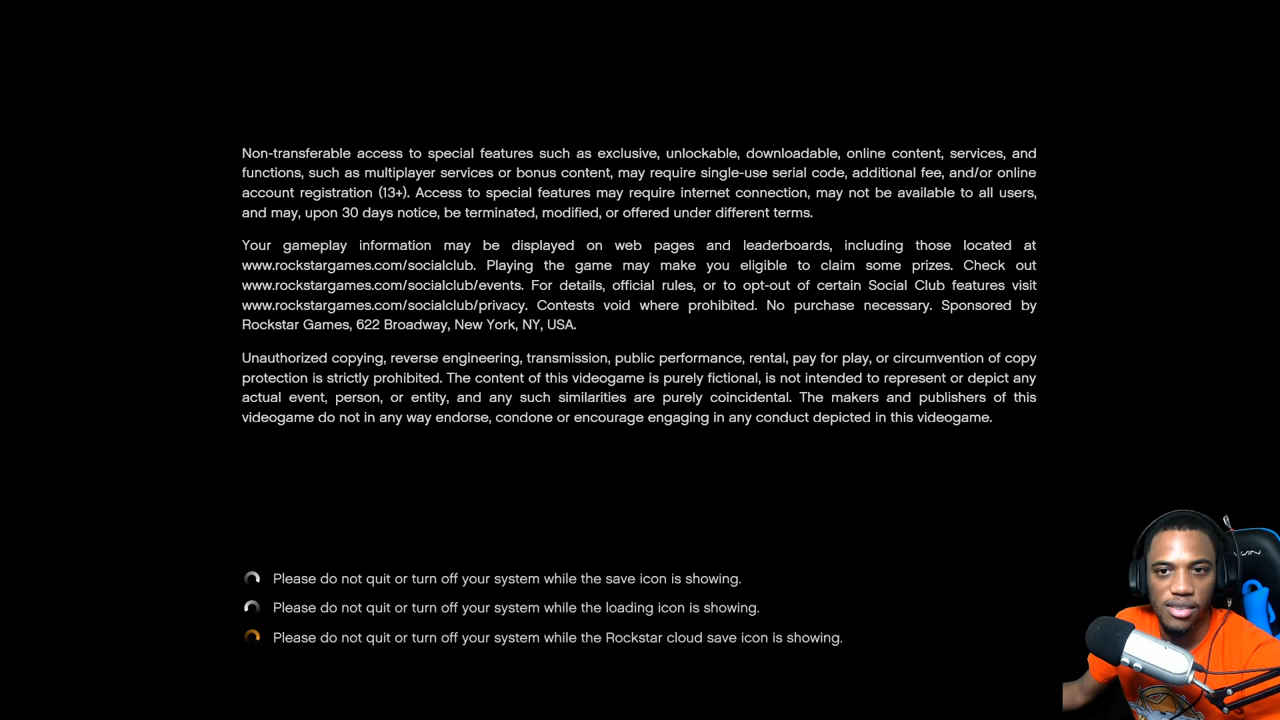 Non-transferable access to special features such as exclusive, unlockable, downloadable, online content, services, and
functions, such as multiplayer services or bonus content, may require single-use serial code, additional fee, and/or online
account registration (13+). Access to special features may require internet connection, may not be available to all users,
and may, upon 30 days notice, be terminated, modified, or offered under different terms.
Your gameplay information may be displayed on web pages and leaderboards, including those located at
www.rockstargames.com/socialclub. Playing the game may make you eligible to claim some prizes. Check out
www.rockstargames.com/socialclub/events. For details, official rules, or to opt-out of certain Social Club features visit
www.rockstargames.com/socialclub/privacy. Contests void where prohibited. No purchase necessary. Sponsored by
Rockstar Games, 622 Broadway, New York, NY, USA.
Unauthorized copying, reverse engineering, transmission, public performance, rental, pay for play, or circumvention of copy
protection is strictly prohibited. The content of this videogame is purely fictional, is not intended to represent or depict any
actual event, person, or entity, and any such similarities are purely coincidental. The makers and publishers of this
videogame do not in any way endorse, condone or encourage engaging in any conduct depicted in this videogame.
Please do not quit or turn off your system while the save icon is showing.
Please do not quit or turn off your system while the loading icon is showing.
Please do not quit or turn off your system while the Rockstar cloud save icon is showing.